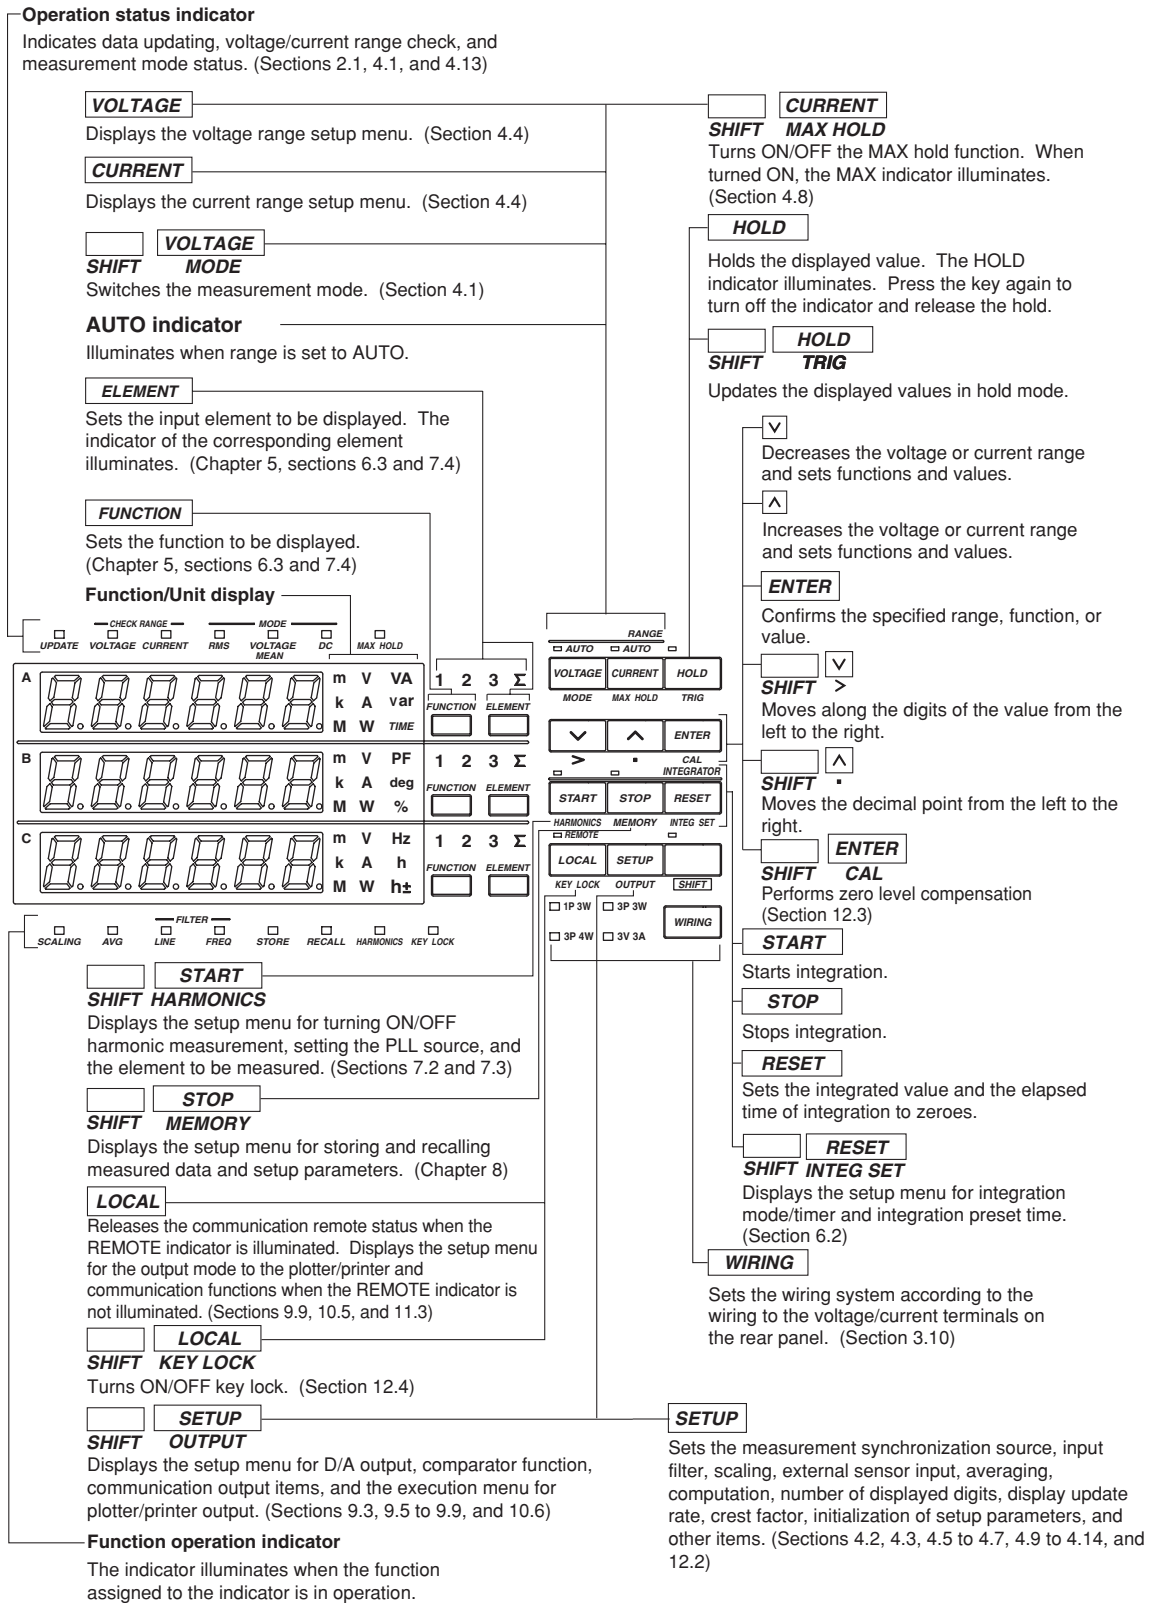 Operation status indicator
Indicates data updating, voltage/current range check, and
measurement mode status. (Sections 2.1, 4.1, and 4.13)
VOLTAGE
Displays the voltage range setup menu. (Section 4.4)
CURRENT
Displays the current range setup menu. (Section 4.4)
VOLTAGE
SHIFT MODE
Switches the measurement mode. (Section 4.1)
AUTO indicator
Illuminates when range is set to AUTO.
ELEMENT
Sets the input element to be displayed. The
indicator of the corresponding element
illuminates. (Chapter 5, sections 6.3 and 7.4)
FUNCTION
Sets the function to be displayed.
(Chapter 5, sections 6.3 and 7.4)
Function/Unit display
CURRENT
SHIFT MAX HOLD
Turns ON/OFF the MAX hold function. When
turned ON, the MAX indicator illuminates.
(Section 4.8)
HOLD
Holds the displayed value. The HOLD
indicator illuminates. Press the key again to
turn off the indicator and release the hold.
HOLD
SHIFT TRIG
Updates the displayed values in hold mode.
∨
Decreases the voltage or current range
and sets functions and values.
∧
Increases the voltage or current range
and sets functions and values.
ENTER
Confirms the specified range, function, or
value.
∨
SHIFT >
Moves along the digits of the value from the
left to the right.
∧
SHIFT .
Moves the decimal point from the left to the
right.
ENTER
SHIFT CAL
Performs zero level compensation
(Section 12.3)
START
Starts integration.
STOP
Stops integration.
RESET
Sets the integrated value and the elapsed
time of integration to zeroes.
RESET
SHIFT INTEG SET
Displays the setup menu for integration
mode/timer and integration preset time.
(Section 6.2)
WIRING
Sets the wiring system according to the
wiring to the voltage/current terminals on
the rear panel. (Section 3.10)
CHECK RANGE MODE
UPDATE VOLTAGE CURRENT RMS VOLTAGE MEAN DC MAX HOLD
A 8.8.8.8.8.8. m V VA 1 2 3 Σ
k A var FUNCTION ELEMENT
M W TIME
B 8.8.8.8.8.8. m V PF 1 2 3 Σ
k A deg FUNCTION ELEMENT
M W %
C 8.8.8.8.8.8. m V Hz 1 2 3 Σ
k A h FUNCTION ELEMENT
M W h±
FILTER
SCALING AVG LINE FREQ STORE RECALL HARMONICS KEY LOCK
RANGE
AUTO AUTO
VOLTAGE CURRENT HOLD
MODE MAX HOLD TRIG
∨ ∧ ENTER
> . CAL
INTEGRATOR
START STOP RESET
HARMONICS MEMORY INTEG SET
REMOTE
LOCAL SETUP
KEY LOCK OUTPUT SHIFT
1P 3W 3P 3W
WIRING
3P 4W 3V 3A
START
SHIFT HARMONICS
Displays the setup menu for turning ON/OFF
harmonic measurement, setting the PLL source, and
the element to be measured. (Sections 7.2 and 7.3)
STOP
SHIFT MEMORY
Displays the setup menu for storing and recalling
measured data and setup parameters. (Chapter 8)
LOCAL
Releases the communication remote status when the
REMOTE indicator is illuminated. Displays the setup menu
for the output mode to the plotter/printer and
communication functions when the REMOTE indicator is
not illuminated. (Sections 9.9, 10.5, and 11.3)
LOCAL
SHIFT KEY LOCK
Turns ON/OFF key lock. (Section 12.4)
SETUP
SHIFT OUTPUT
Displays the setup menu for D/A output, comparator function,
communication output items, and the execution menu for
plotter/printer output. (Sections 9.3, 9.5 to 9.9, and 10.6)
Function operation indicator
The indicator illuminates when the function
assigned to the indicator is in operation.
SETUP
Sets the measurement synchronization source, input
filter, scaling, external sensor input, averaging,
computation, number of displayed digits, display update
rate, crest factor, initialization of setup parameters, and
other items. (Sections 4.2, 4.3, 4.5 to 4.7, 4.9 to 4.14, and
12.2)